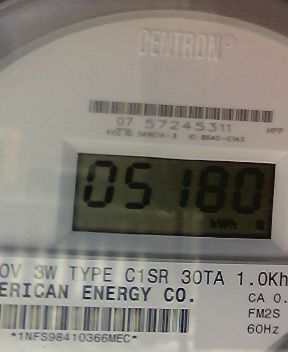 CENTRON®
07 57245311
HPP
05180
kWh
0V 3W TYPE C1SR 30TA 1.0Kh
ERICAN ENERGY CO.
CA 0.
FM2S
60Hz
*1NFS98410366MEC*